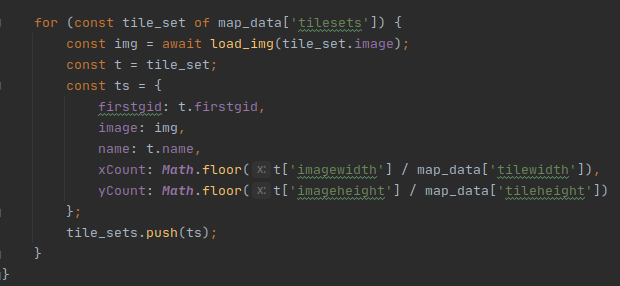 for (const tile_set of map_data['tilesets']) {
const img = await load_img(tile_set.image);
const t = tile_set;
const ts = {
firstgid: t.firstgid,
image: img,
name: t.name,
xCount: Math.floor( x: t['imagewidth'] / map_data['tilewidth']),
yCount: Math.floor( x: t['imageheight'] / map_data['tileheight'])
};
tile_sets.push(ts);
}
}